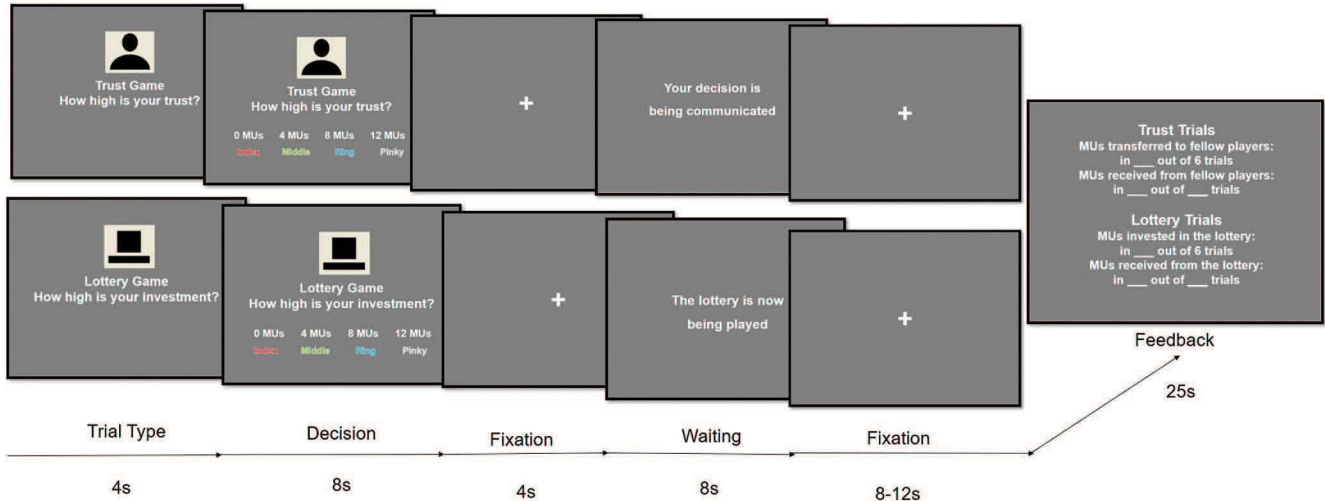 Trust Game
How high is your trust?
Trust Game
How high is your trust?
0 MUs 4 MUs 8 MUs 12 MUs
Index Middle Ring Pinky
+
Your decision is
being communicated
+
Lottery Game
How high is your investment?
Lottery Game
How high is your investment?
0 MUs 4 MUs 8 MUs 12 MUs
Index Middle Ring Pinky
+
The lottery is now
being played
+
Trust Trials
MUs transferred to fellow players:
in ___ out of 6 trials
MUs received from fellow players:
in ___ out of ___ trials
Lottery Trials
MUs invested in the lottery:
in ___ out of 6 trials
MUs received from the lottery:
in ___ out of ___ trials
Feedback
25s
Trial Type Decision Fixation Waiting Fixation
4s 8s 4s 8s 8-12s